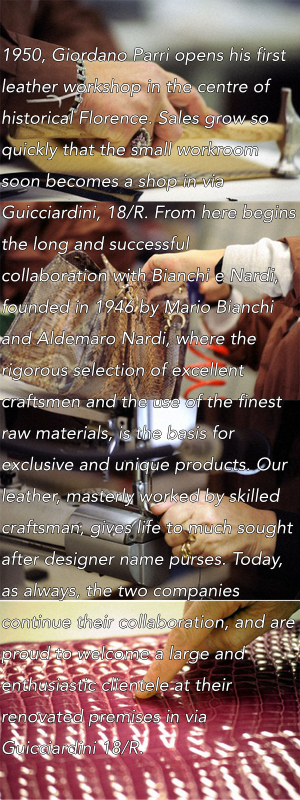 1950, Giordano Parri opens his first
leather workshop in the centre of
historical Florence. Sales grow so
quickly that the small workroom
soon becomes a shop in via
Guicciardini, 18/R. From here begins
the long and successful
collaboration with Bianchi e Nardi,
founded in 1946 by Mario Bianchi
and Aldemaro Nardi, where the
rigorous selection of excellent
craftsmen and the use of the finest
raw materials, is the basis for
exclusive and unique products. Our
leather, masterly worked by skilled
craftsman, gives life to much sought
after designer name purses. Today,
as always, the two companies
continue their collaboration, and are
proud to welcome a large and
enthusiastic clientele at their
renovated premises in via
Guicciardini 18/R.